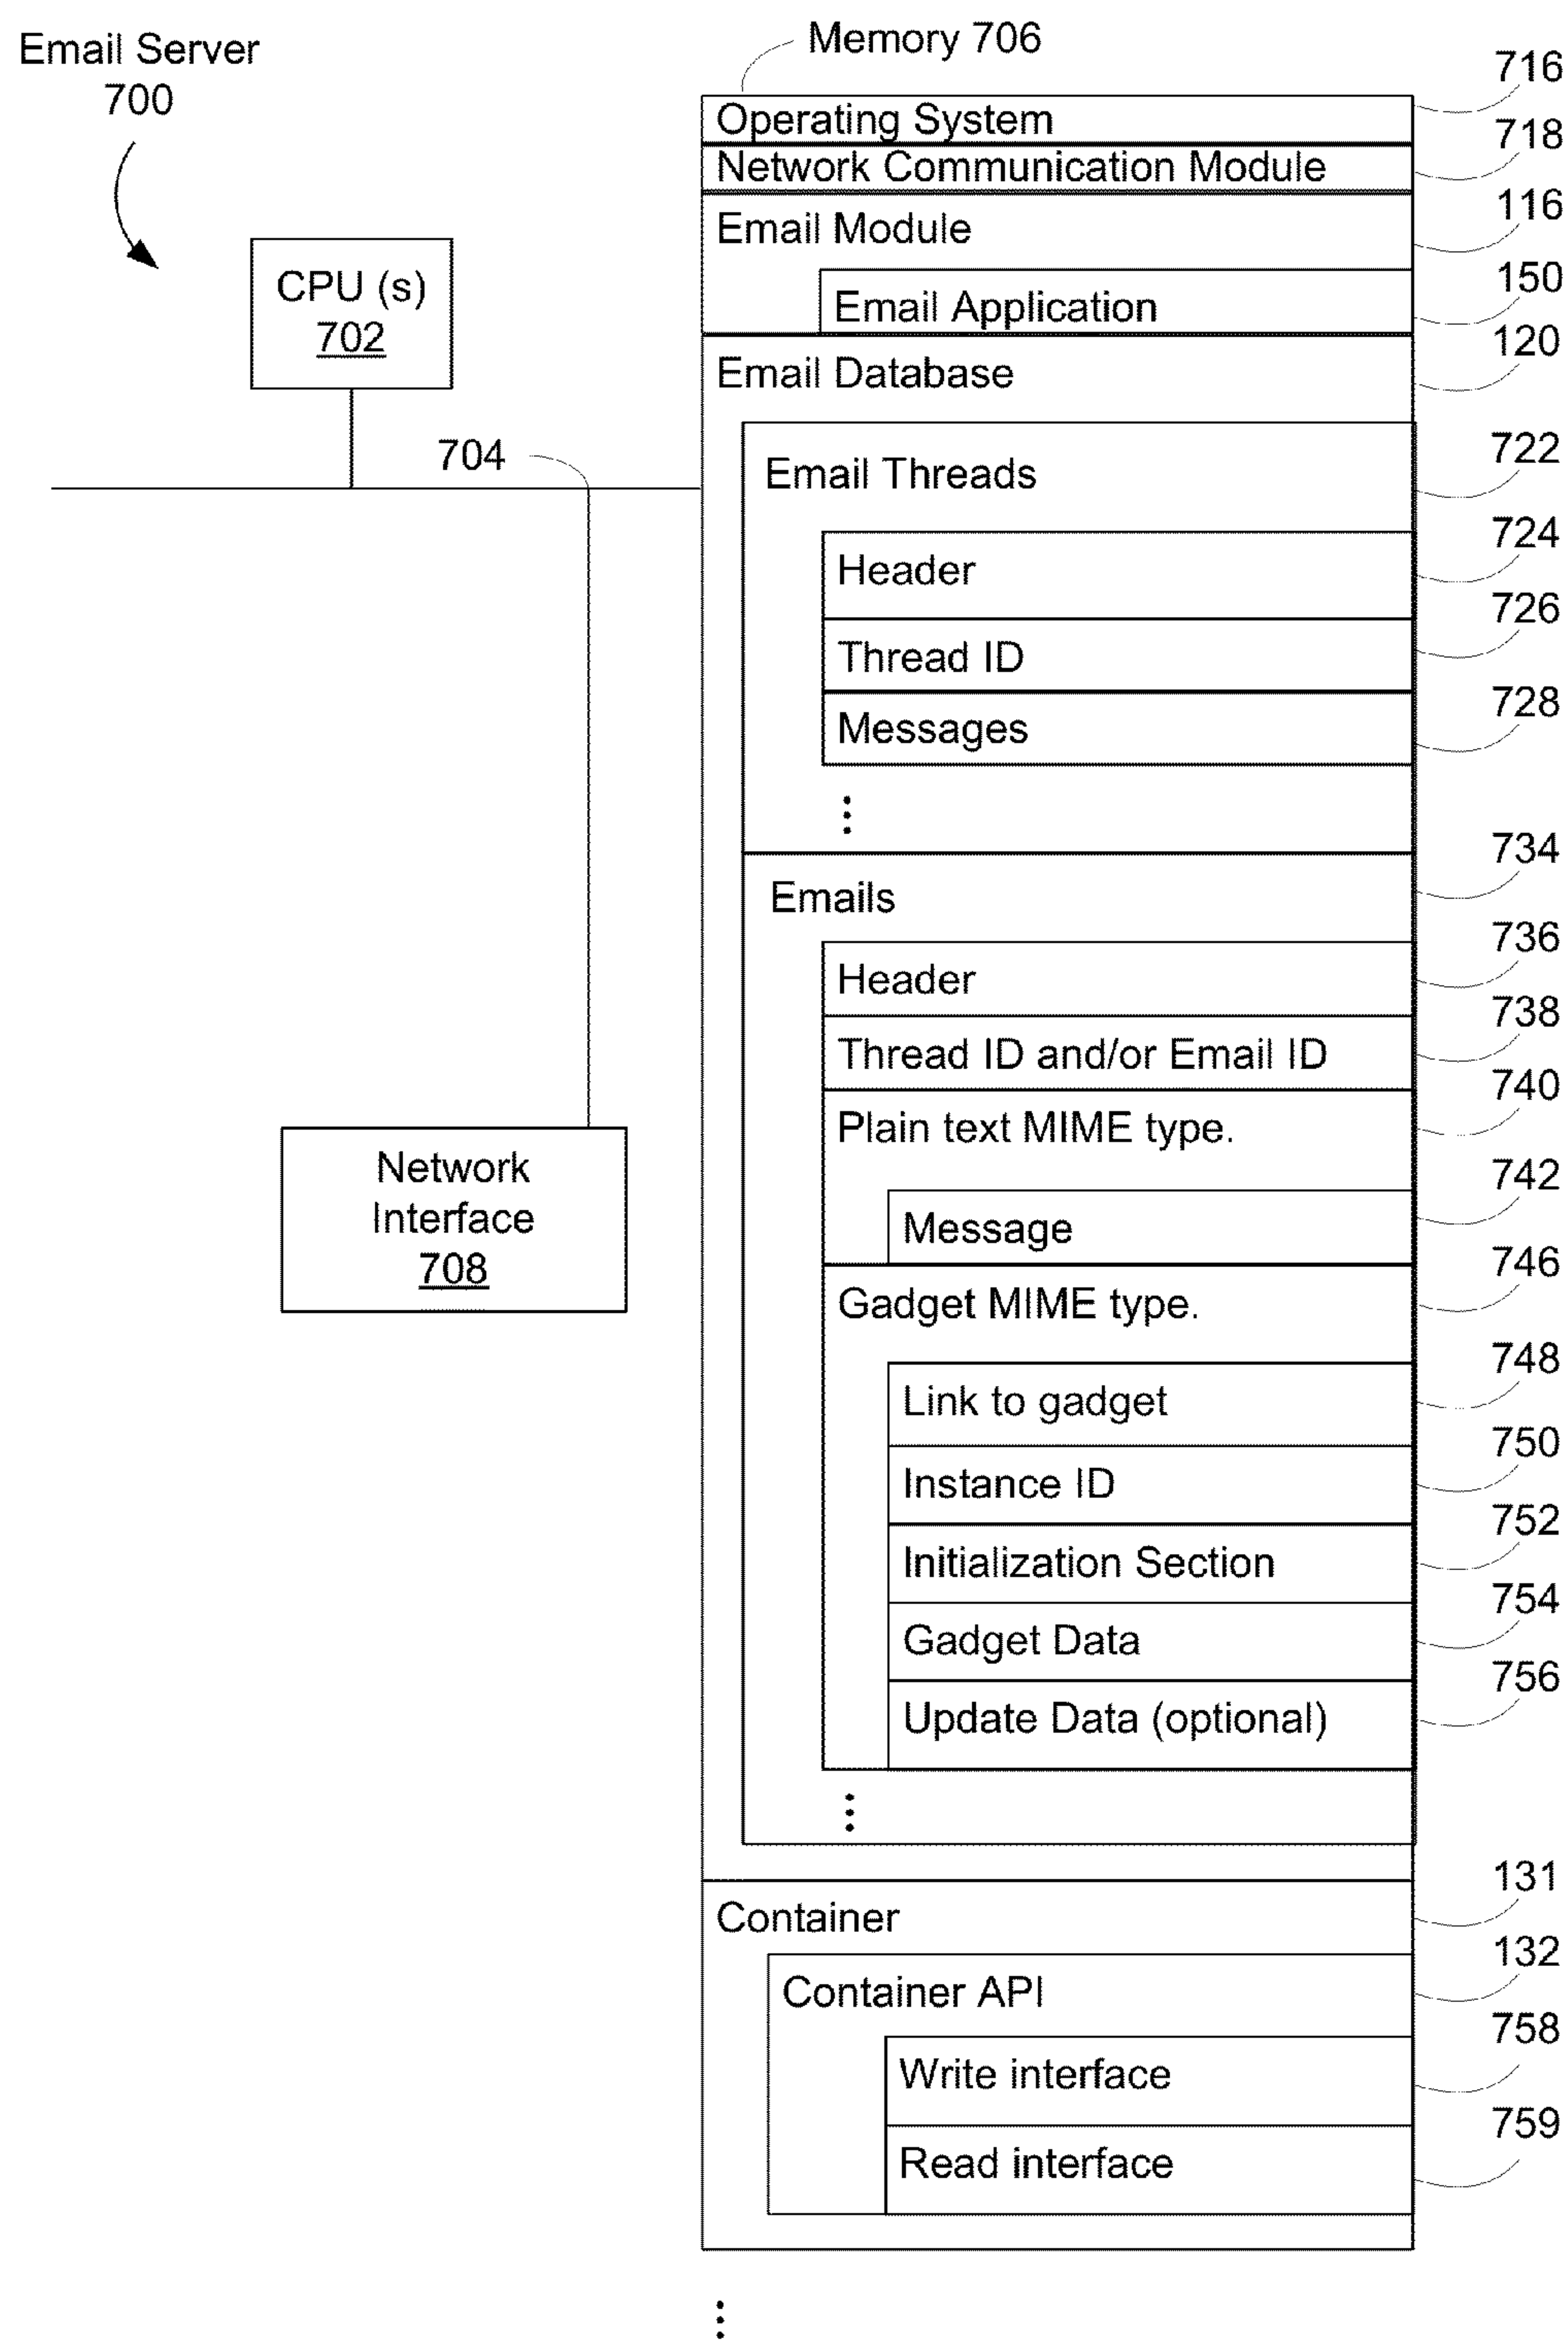 Email Server
700
Memory 706
Operating System 716
Network Communication Module 718
Email Module 116
CPU (s)
702
Email Application 150
Email Database 120
704
Email Threads 722
Header 724
Thread ID 726
Messages 728
⋮
Emails 734
Header 736
Thread ID and/or Email ID 738
Plain text MIME type. 740
Network
Interface
708
Message 742
Gadget MIME type. 746
Link to gadget 748
Instance ID 750
Initialization Section 752
Gadget Data 754
Update Data (optional) 756
⋮
Container 131
Container API 132
Write interface 758
Read interface 759
⋮